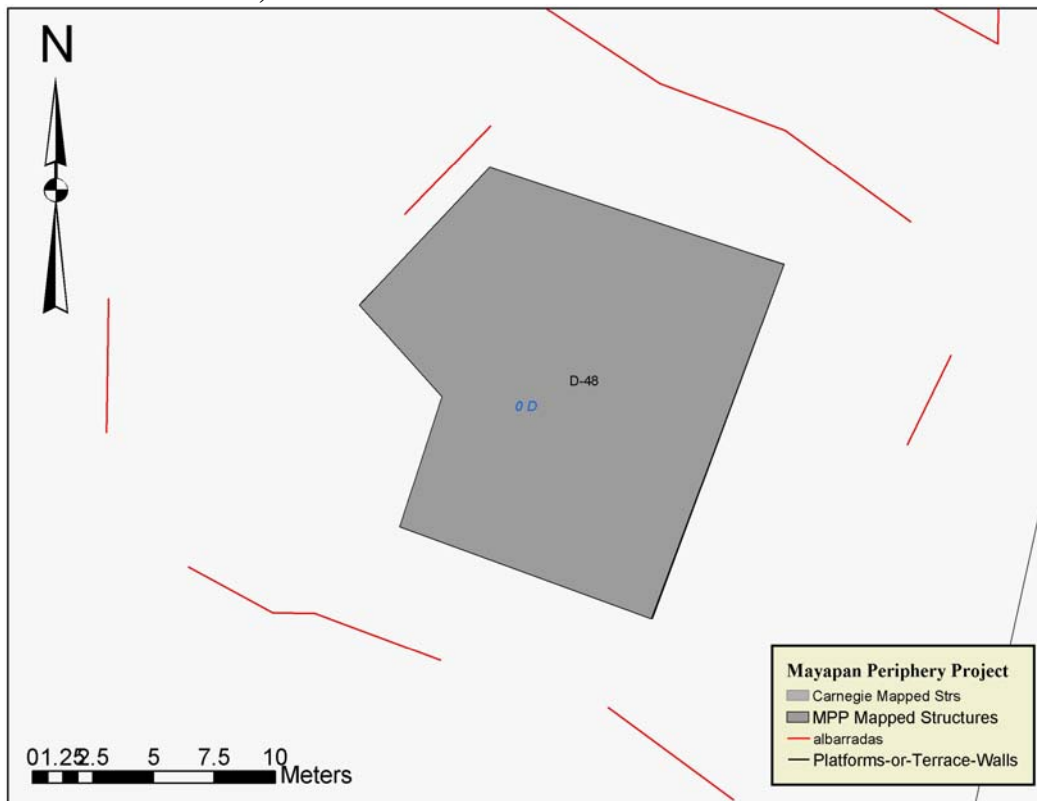 N
D-48
0 D
01.252.5 5 7.5 10
Meters
Mayapan Periphery Project
Carnegie Mapped Strs
MPP Mapped Structures
albarradas
Platforms-or-Terrace-Walls